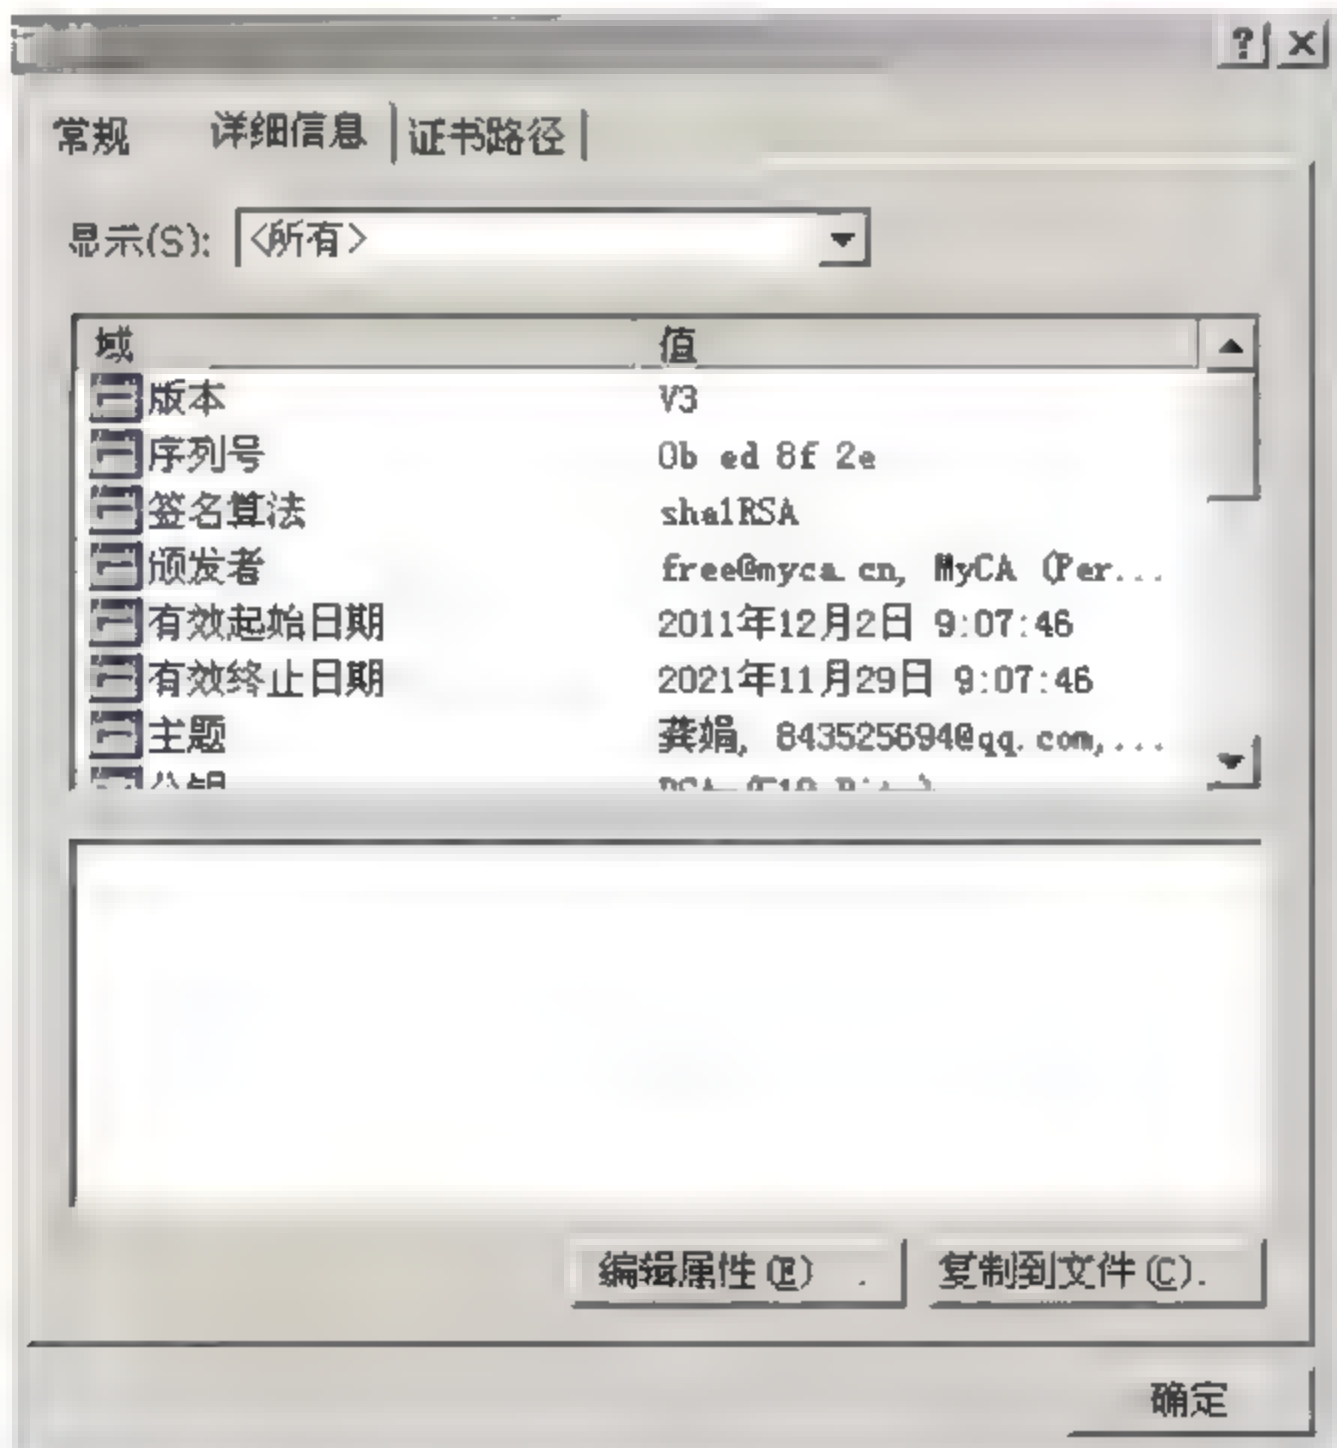 常规 详细信息 证书路径
显示(S): <所有>
域 值
版本 V3
序列号 0b ed 8f 2e
签名算法 sha1RSA
颁发者 free@myca.cn, MyCA (Per...
有效起始日期 2011年12月2日 9:07:46
有效终止日期 2021年11月29日 9:07:46
主题 龚娟, 843525694@qq.com,...
编辑属性(E) .
复制到文件(C).
确定